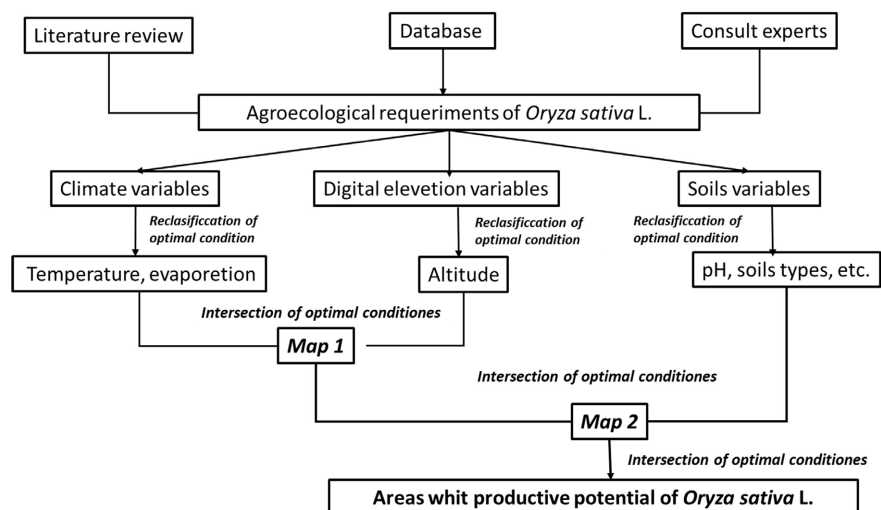 Literature review
Database
Consult experts
Agroecological requeriments of Oryza sativa L.
Climate variables
Digital elevetion variables
Soils variables
Reclasificcation of
optimal condition
Reclasificcation of
optimal condition
Reclasificcation of
optimal condition
Temperature, evaporetion
Altitude
pH, soils types, etc.
Intersection of optimal conditiones
Map 1
Intersection of optimal conditiones
Map 2
Intersection of optimal conditiones
Areas whit productive potential of Oryza sativa L.